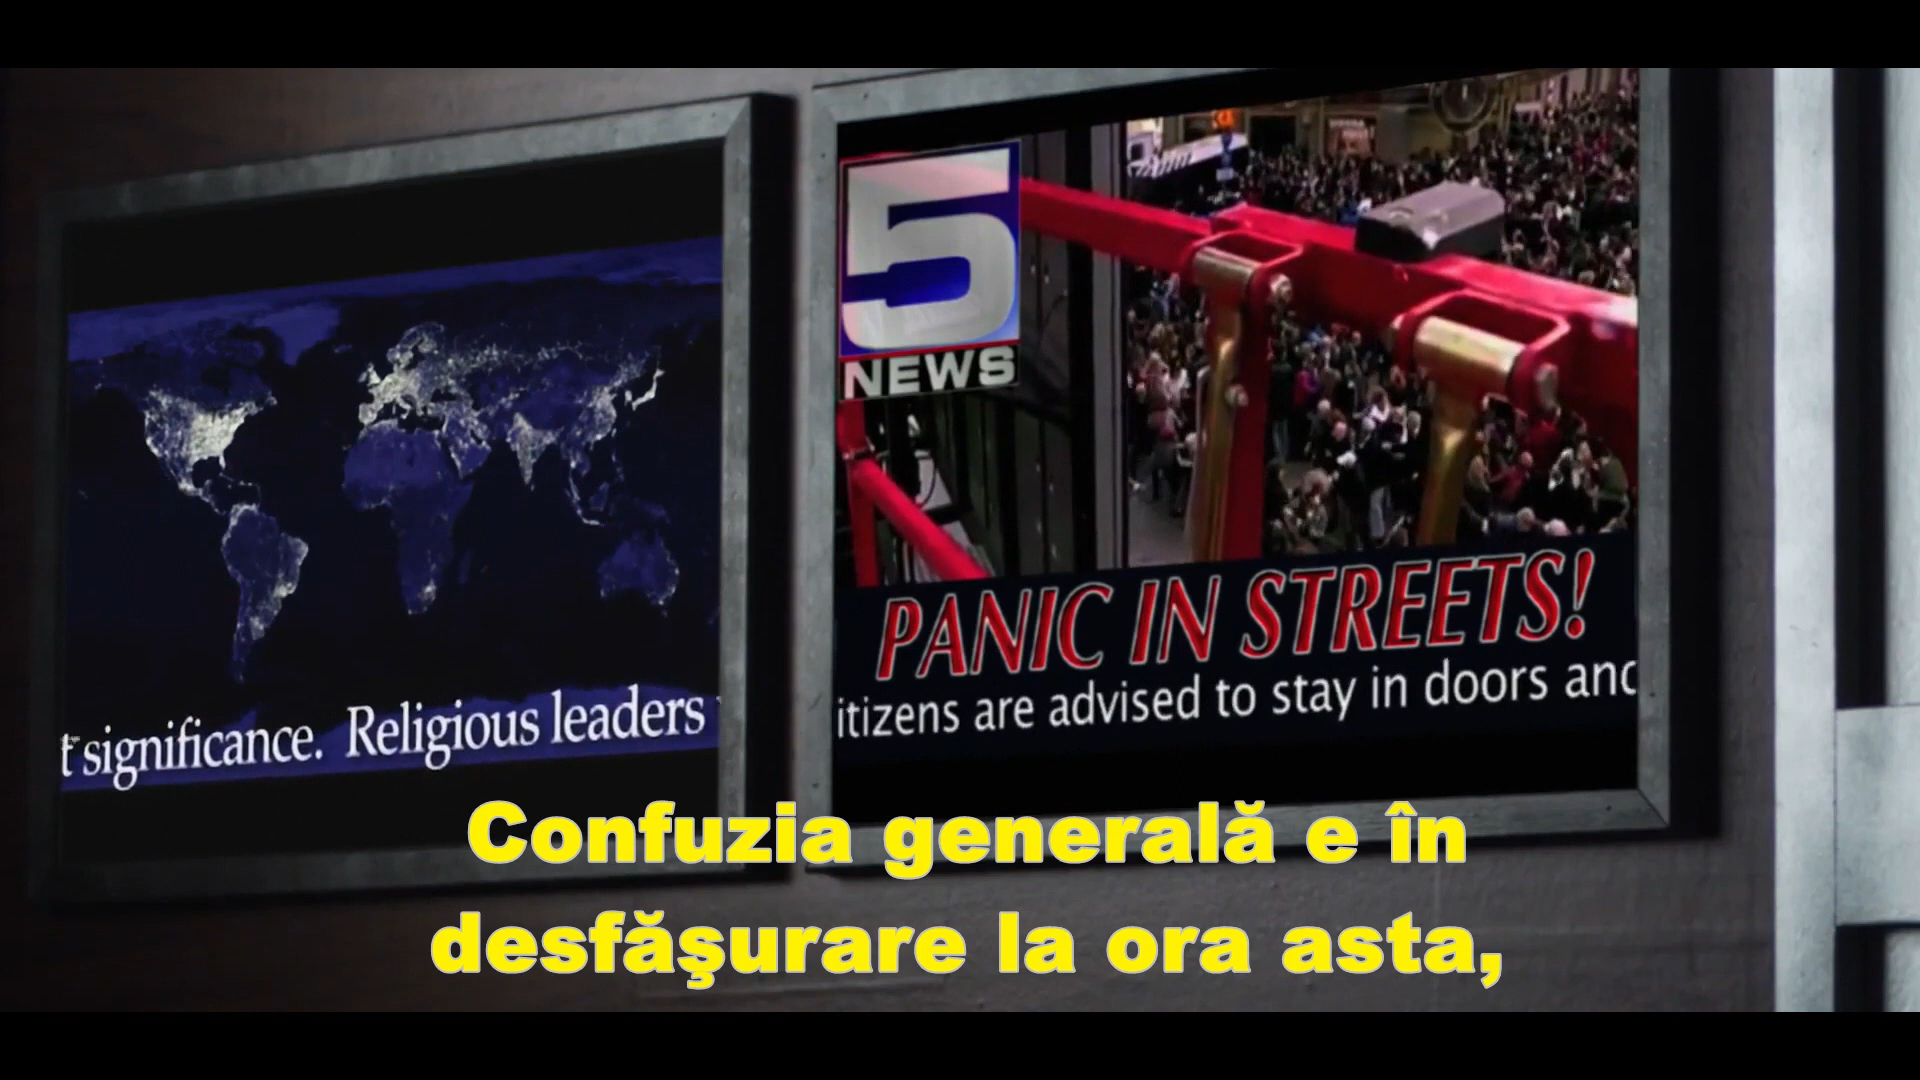 5
NEWS
PANIC IN STREETS!
itizens are advised to stay in doors and
t significance. Religious leaders
Confuzia generală e în
desfăşurare la ora asta,